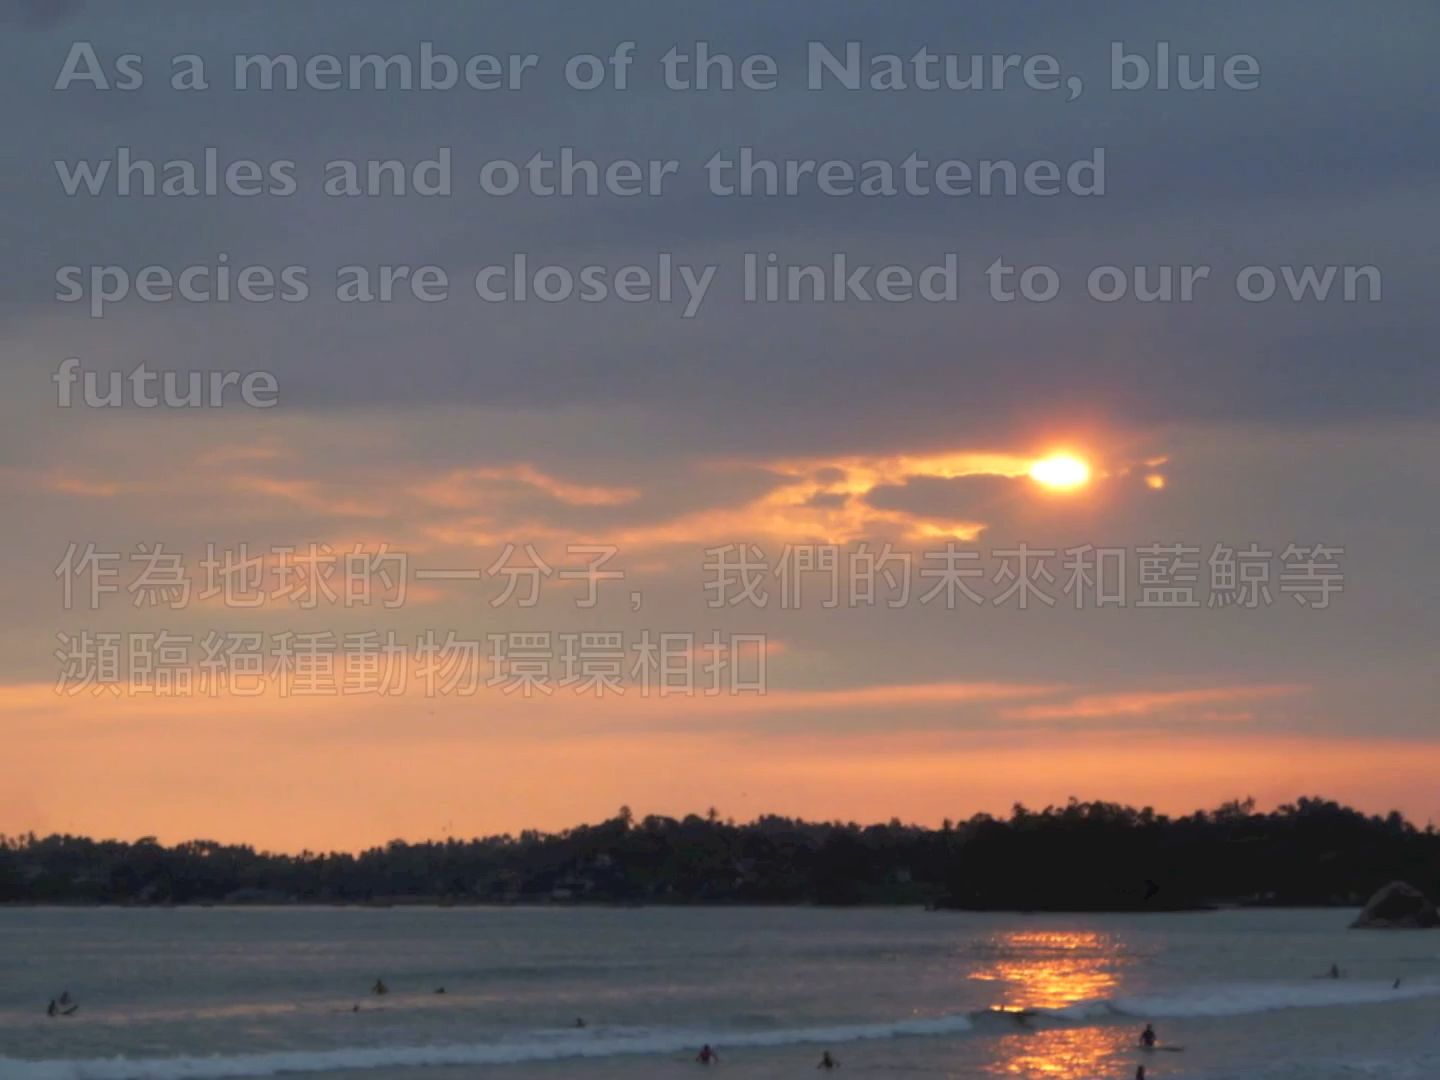 As a member of the Nature, blue
whales and other threatened
species are closely linked to our own
future
作為地球的一分子，我們的未來和藍鯨等
瀕臨絕種動物環環相扣